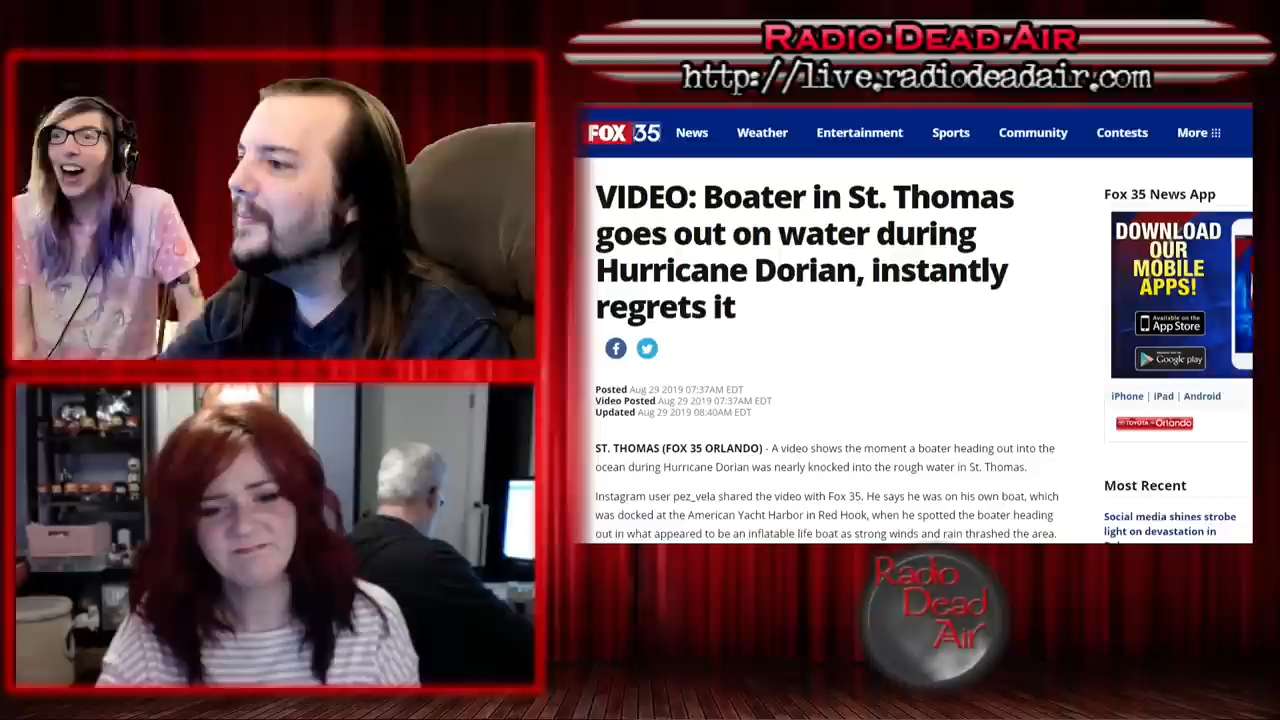 Radio Dead Air
http://live.radiodeadair.com
FOX 35 News Weather Entertainment Sports Community Contests More
VIDEO: Boater in St. Thomas
goes out on water during
Hurricane Dorian, instantly
regrets it
Posted Aug 29 2019 07:37AM EDT
Video Posted Aug 29 2019 07:37AM EDT
Updated Aug 29 2019 08:40AM EDT
ST. THOMAS (FOX 35 ORLANDO) - A video shows the moment a boater heading out into the
ocean during Hurricane Dorian was nearly knocked into the rough water in St. Thomas.
Instagram user pez_vela shared the video with Fox 35. He says he was on his own boat, which
was docked at the American Yacht Harbor in Red Hook, when he spotted the boater heading
out in what appeared to be an inflatable life boat as strong winds and rain thrashed the area.
Fox 35 News App
DOWNLOAD
OUR
MOBILE
APPS!
Available on the
App Store
Google play
iPhone | iPad | Android
TOYOTA of Orlando
Most Recent
Social media shines strobe
light on devastation in
Radio
Dead
Air